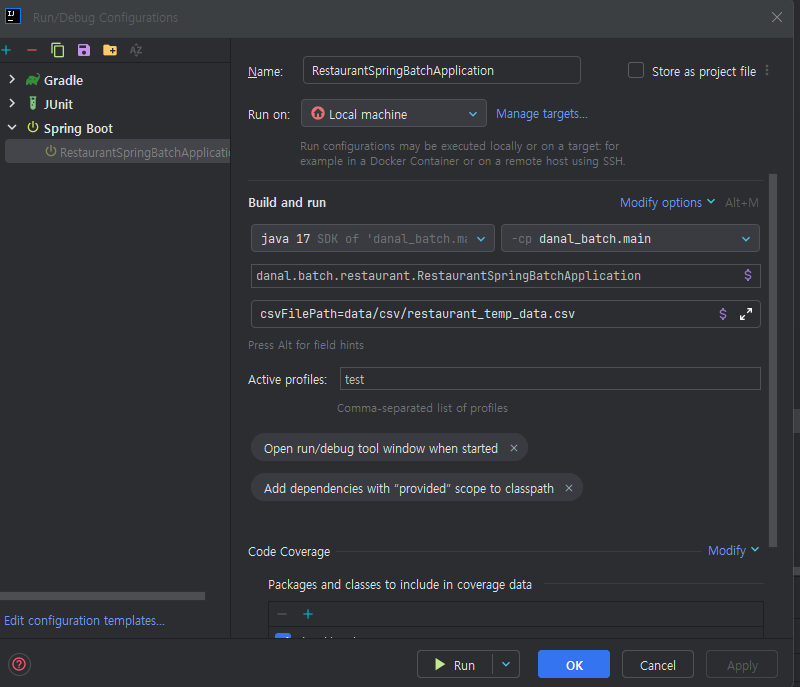 Run/Debug Configurations
Gradle
JUnit
Spring Boot
RestaurantSpringBatchApplicatio
Edit configuration templates...
Name: RestaurantSpringBatchApplication Store as project file
Run on: Local machine Manage targets...
Run configurations may be executed locally or on a target: for
example in a Docker Container or on a remote host using SSH.
Build and run Modify options Alt+M
java 17 SDK of 'danal_batch.ma -cp danal_batch.main
danal.batch.restaurant.RestaurantSpringBatchApplication $
csvFilePath=data/csv/restaurant_temp_data.csv $
Press Alt for field hints
Active profiles: test
Comma-separated list of profiles
Open run/debug tool window when started ×
Add dependencies with “provided” scope to classpath ×
Code Coverage Modify
Packages and classes to include in coverage data
? Run OK Cancel Apply